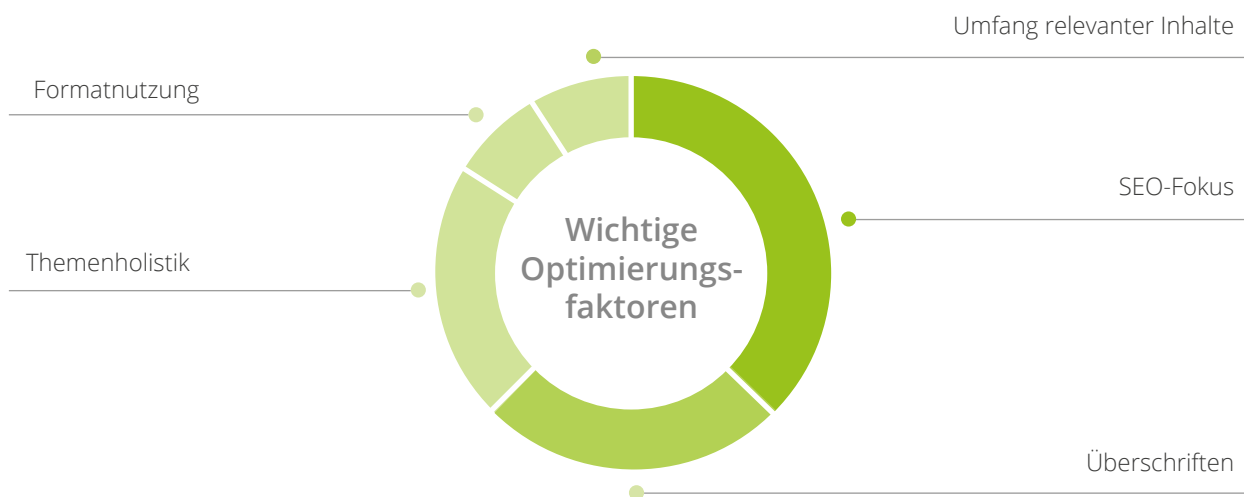 Umfang relevanter Inhalte
Formatnutzung
SEO-Fokus
Wichtige
Optimierungs-
faktoren
Themenholistik
Überschriften